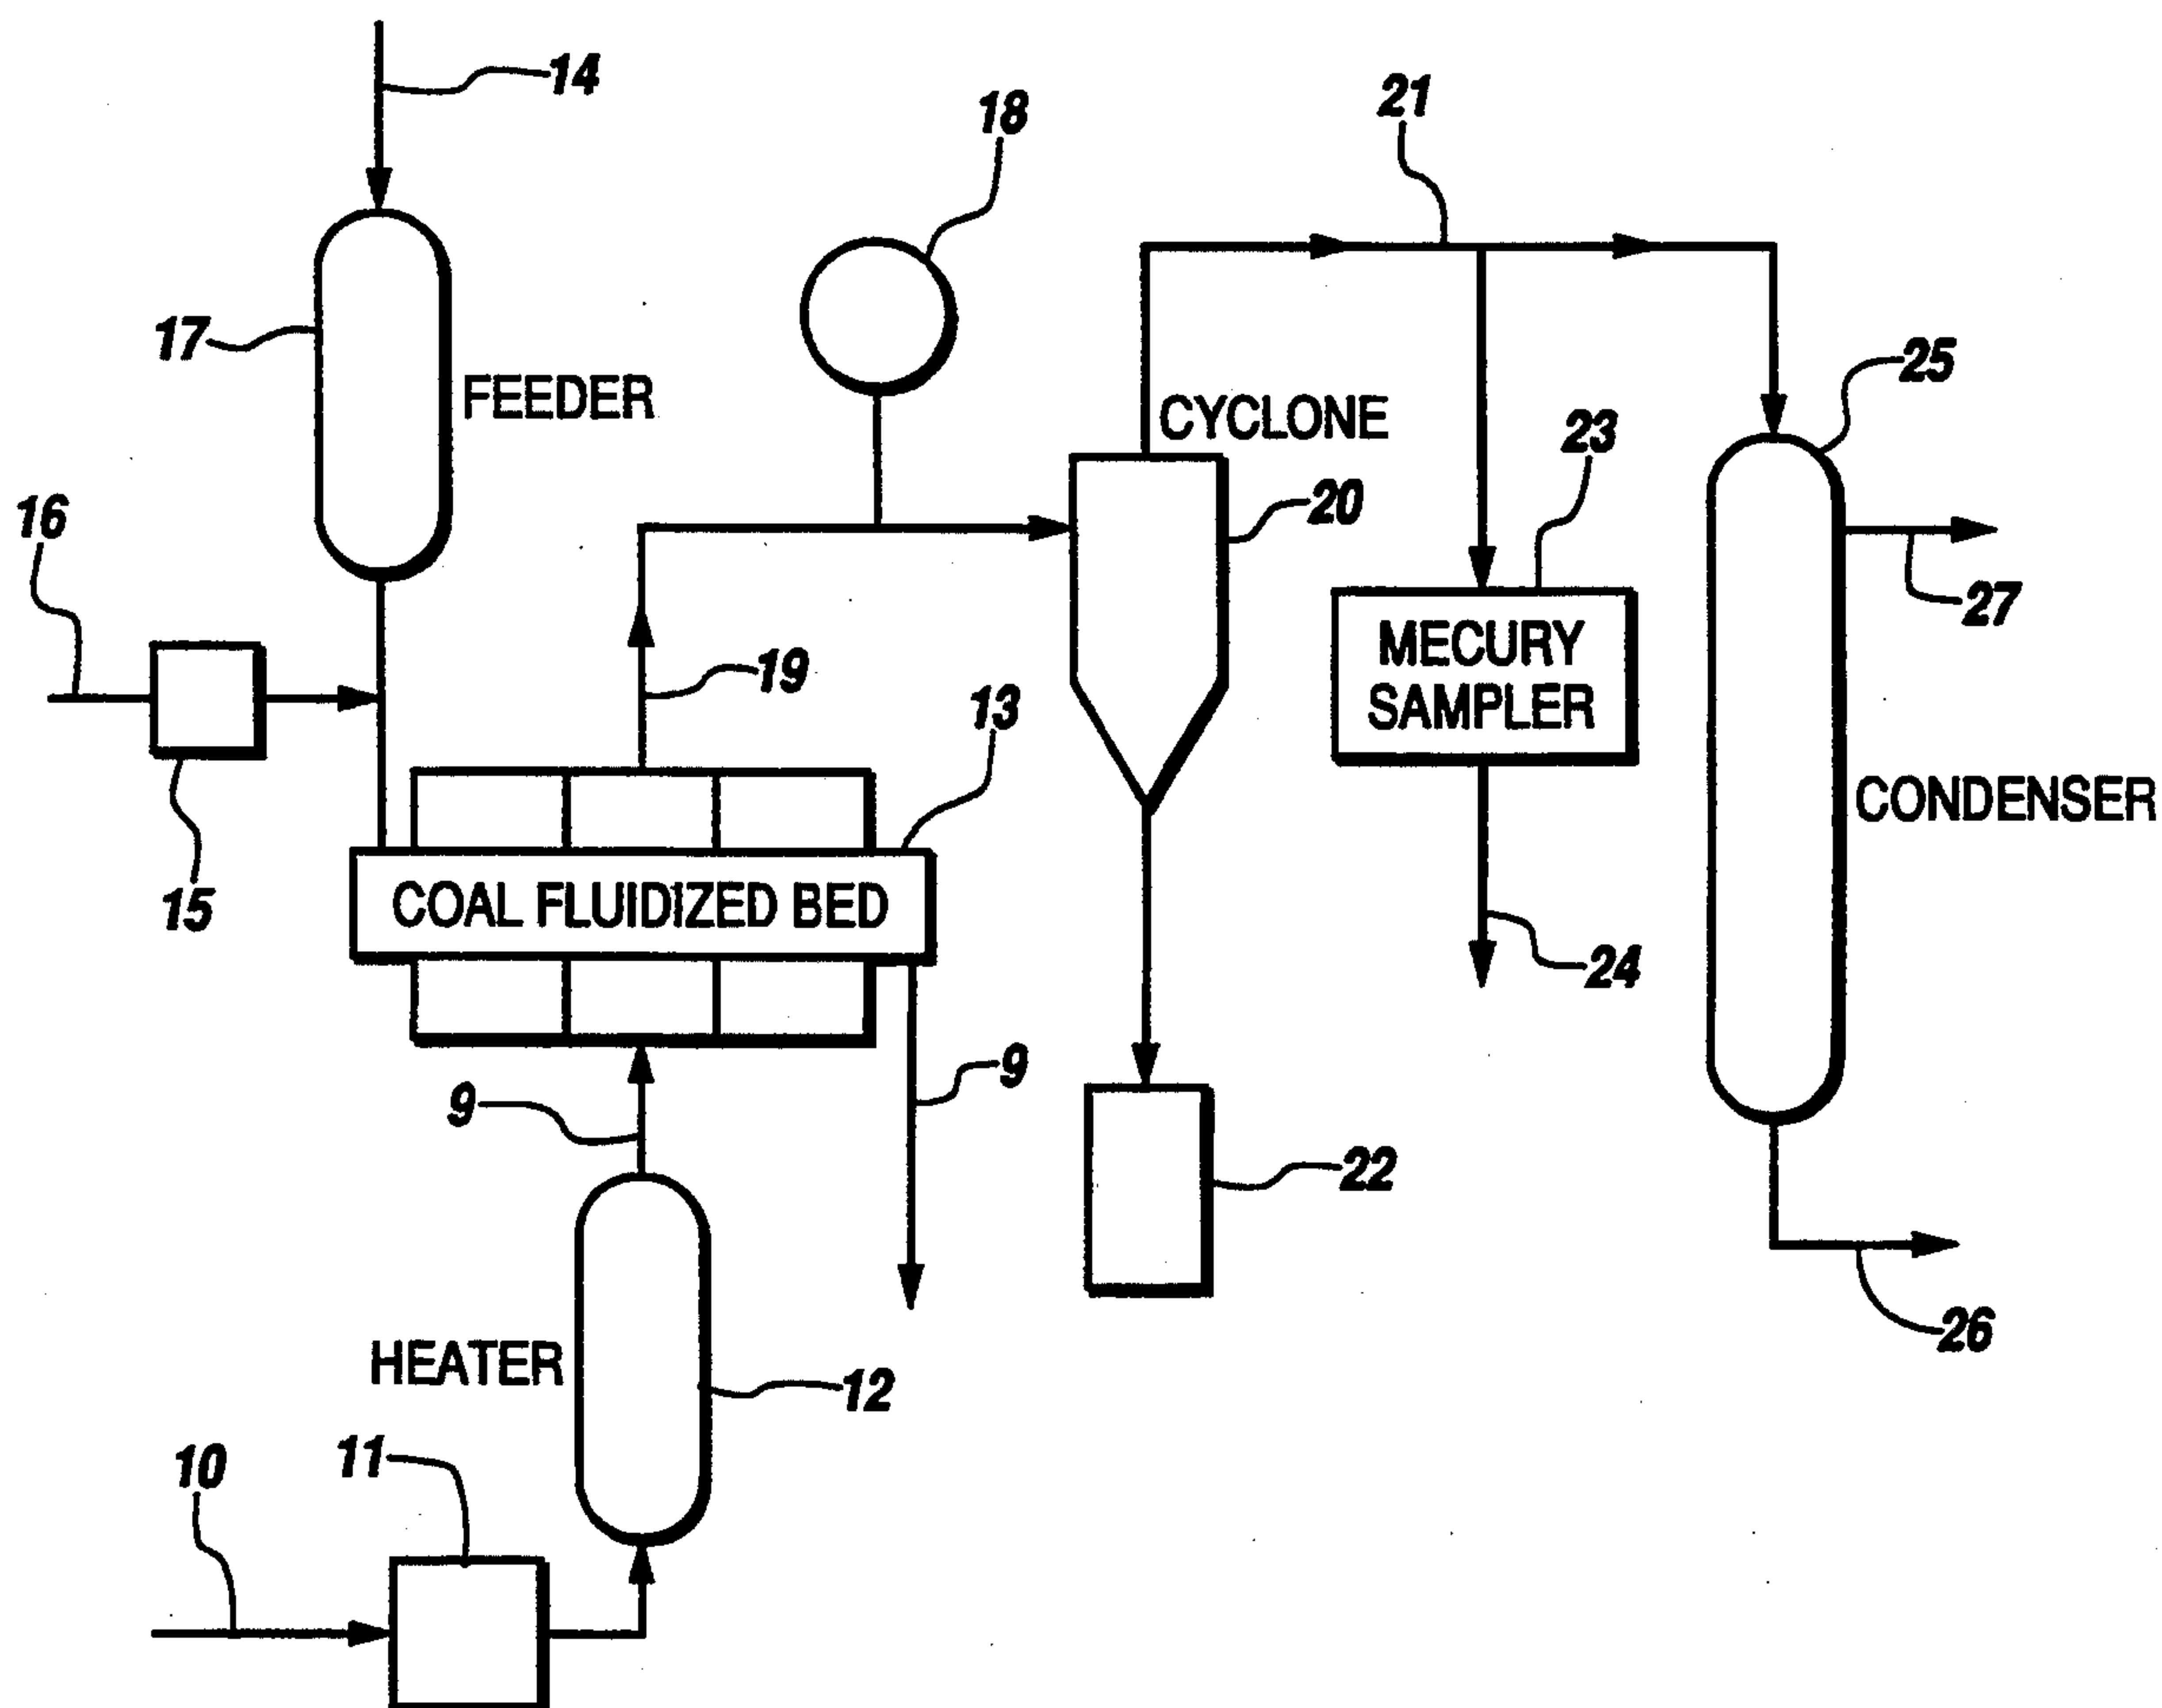 14
18
21
17
FEEDER
25
CYCLONE
23
16
20
27
MECURY
SAMPLER
19
13
CONDENSER
15
COAL FLUIDIZED BED
24
9
9
22
26
HEATER
12
10
11